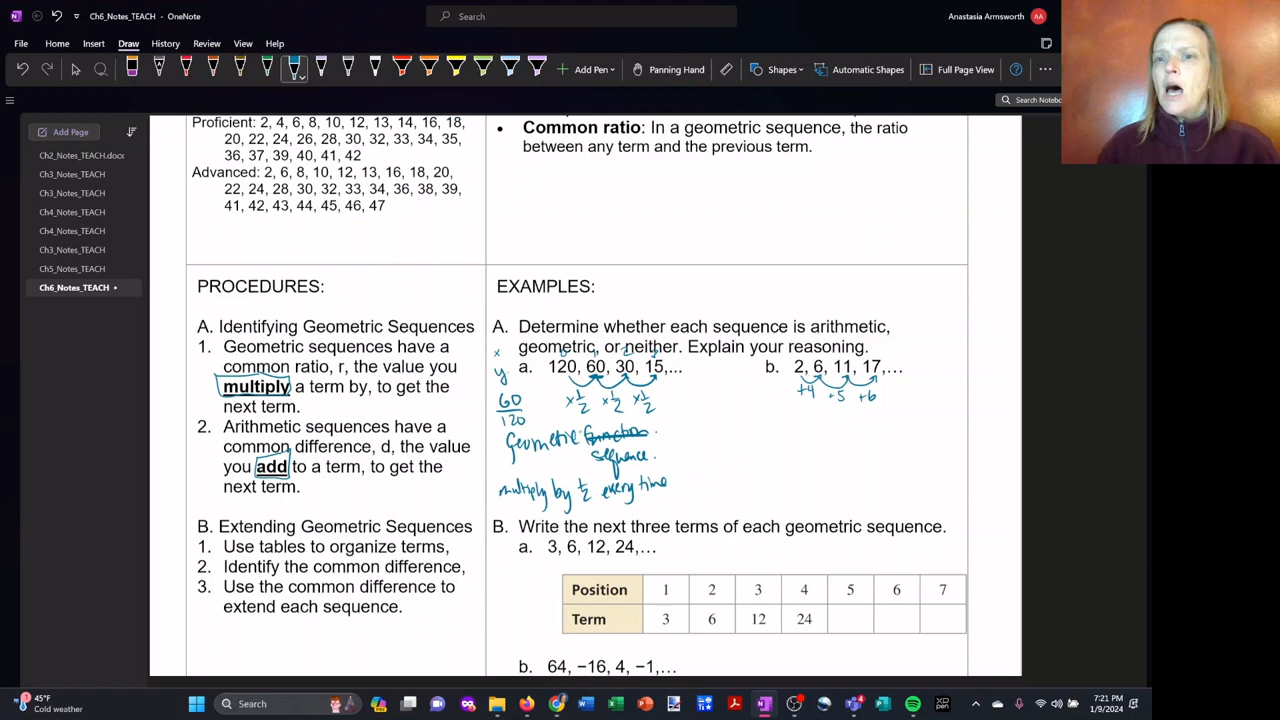 Ch6_Notes_TEACH - OneNote
Search
Anastasia Armsworth AA
File Home Insert Draw History Review View Help
Add Pen Panning Hand Shapes Automatic Shapes Full Page View
Search Notebo
Add Page
Ch2_Notes_TEACH.docx
Ch3_Notes_TEACH
Ch3_Notes_TEACH
Ch4_Notes_TEACH
Ch4_Notes_TEACH
Ch3_Notes_TEACH
Ch5_Notes_TEACH
Ch6_Notes_TEACH
Proficient: 2, 4, 6, 8, 10, 12, 13, 14, 16, 18,
20, 22, 24, 26, 28, 30, 32, 33, 34, 35,
36, 37, 39, 40, 41, 42
Advanced: 2, 6, 8, 10, 12, 13, 16, 18, 20,
22, 24, 28, 30, 32, 33, 34, 36, 38, 39,
41, 42, 43, 44, 45, 46, 47
• Common ratio: In a geometric sequence, the ratio
between any term and the previous term.
PROCEDURES:
A. Identifying Geometric Sequences
1. Geometric sequences have a
common ratio, r, the value you
multiply a term by, to get the
next term.
2. Arithmetic sequences have a
common difference, d, the value
you add to a term, to get the
next term.
B. Extending Geometric Sequences
1. Use tables to organize terms,
2. Identify the common difference,
3. Use the common difference to
extend each sequence.
EXAMPLES:
A. Determine whether each sequence is arithmetic,
geometric, or neither. Explain your reasoning.
x
a. 120, 60, 30, 15,...
y
×1/2 ×1/2 ×1/2
60/120
Geometric function.
sequence.
multiply by 1/2 every time
b. 2, 6, 11, 17,…
+4 +5 +6
B. Write the next three terms of each geometric sequence.
a. 3, 6, 12, 24,…
Position 1 2 3 4 5 6 7
Term 3 6 12 24
b. 64, −16, 4, −1,…
45°F
Cold weather
Search
7:21 PM
1/9/2024